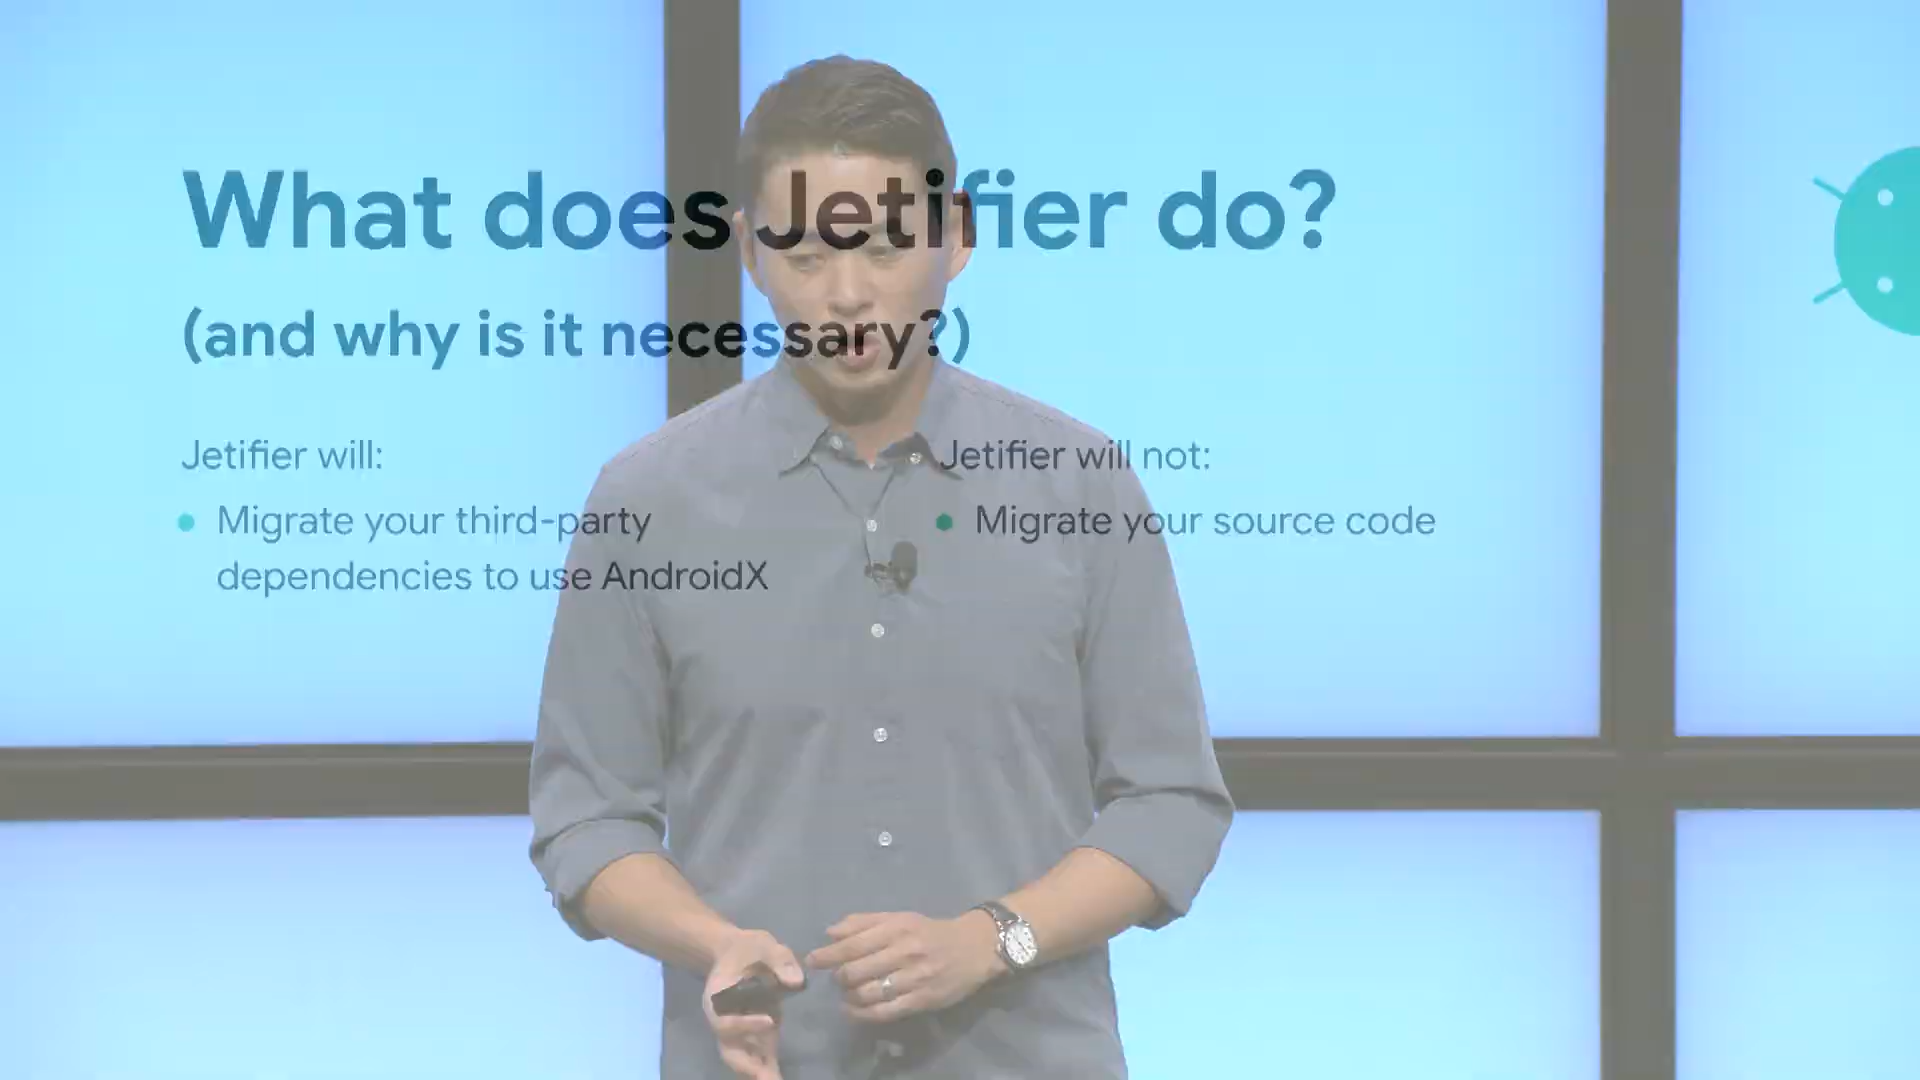 What does Jetifier do?
(and why is it necessary?)
Jetifier will:
Migrate your third-party
dependencies to use AndroidX
Jetifier will not:
Migrate your source code